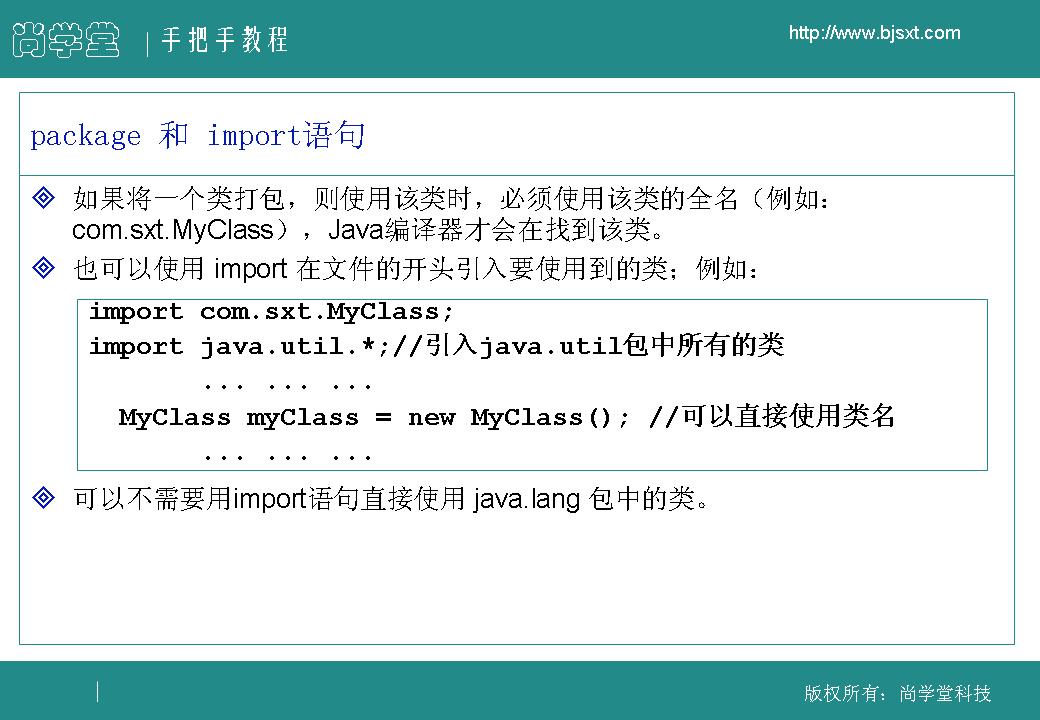 尚学堂 | 手把手教程
http://www.bjsxt.com
package 和 import语句
如果将一个类打包，则使用该类时，必须使用该类的全名（例如：
com.sxt.MyClass），Java编译器才会在找到该类。
也可以使用 import 在文件的开头引入要使用到的类；例如：
import com.sxt.MyClass;
import java.util.*;//引入java.util包中所有的类
... ... ...
MyClass myClass = new MyClass(); //可以直接使用类名
... ... ...
可以不需要用import语句直接使用 java.lang 包中的类。
版权所有：尚学堂科技